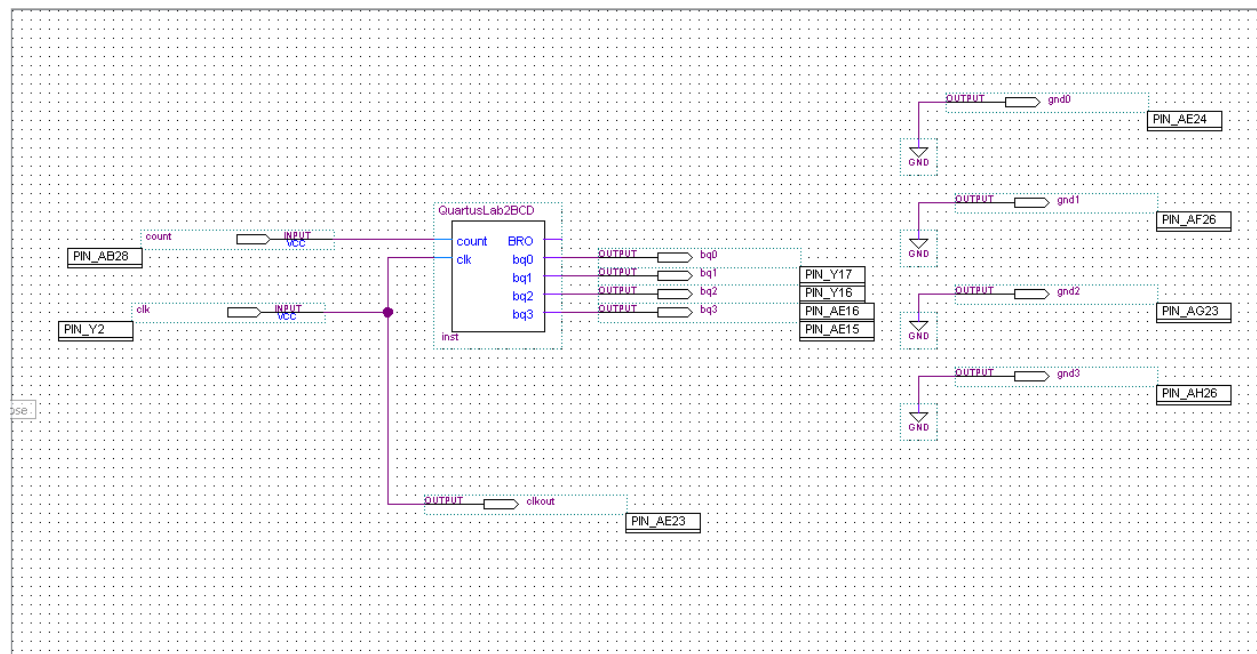 OUTPUT gnd0
PIN_AE24
GND
QuartusLab2BCD
OUTPUT gnd1
PIN_AF26
count INPUT
VCC
PIN_AB28
count BRO
clk bq0
bq1
bq2
bq3
inst
GND
OUTPUT bq0
OUTPUT bq1
PIN_Y17
OUTPUT bq2
PIN_Y16
OUTPUT bq3
PIN_AE16
PIN_AE15
clk INPUT
VCC
PIN_Y2
OUTPUT gnd2
PIN_AG23
GND
OUTPUT gnd3
PIN_AH26
GND
ose
OUTPUT clkout
PIN_AE23